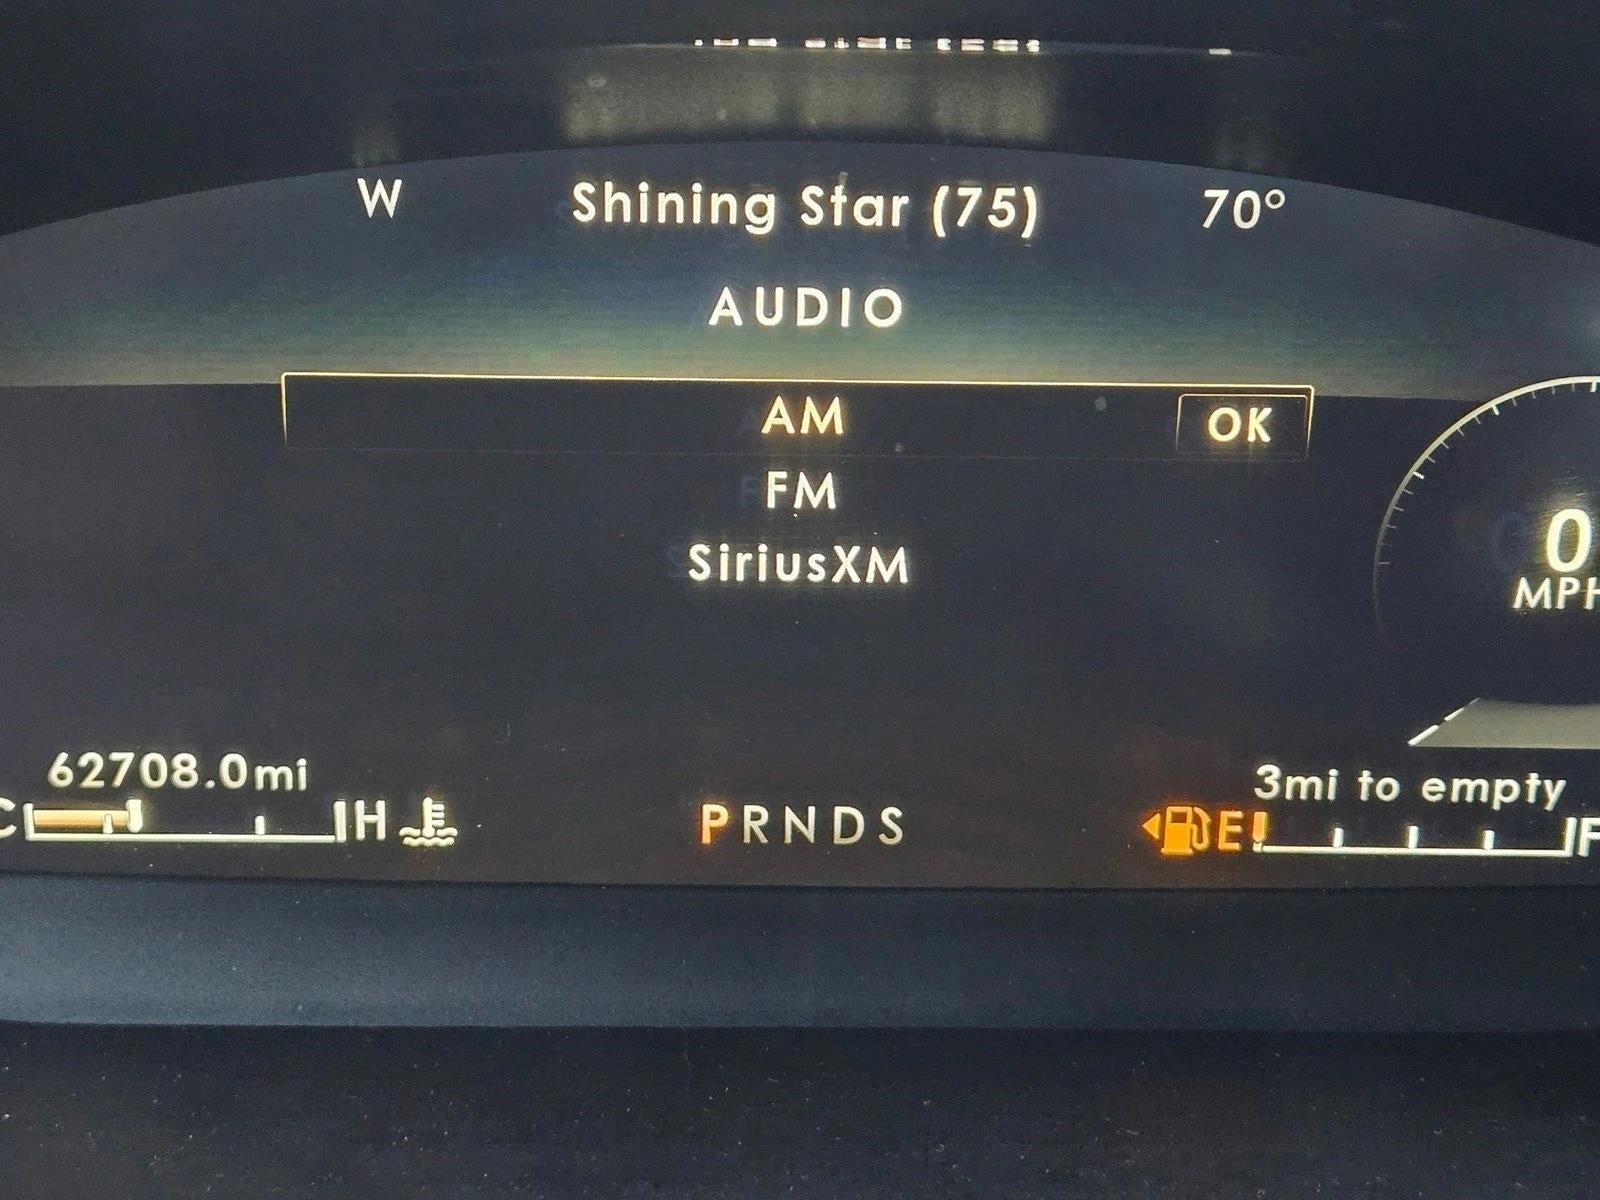 W Shining Star (75) 70°
AUDIO
AM OK
FM
SiriusXM
0
MPH
62708.0mi 3mi to empty
C H PRNDS E F